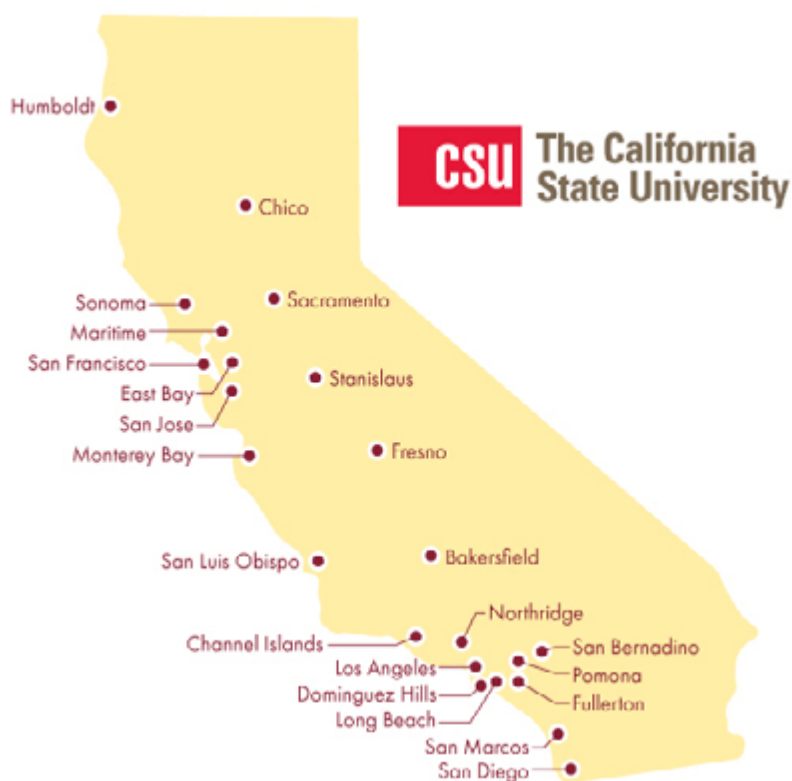 Humboldt
CSU
The California
State University
Chico
Sonoma
Sacramento
Maritime
San Francisco
East Bay
Stanislaus
San Jose
Monterey Bay
Fresno
San Luis Obispo
Bakersfield
Northridge
Channel Islands
San Bernadino
Los Angeles
Pomona
Dominguez Hills
Fullerton
Long Beach
San Marcos
San Diego